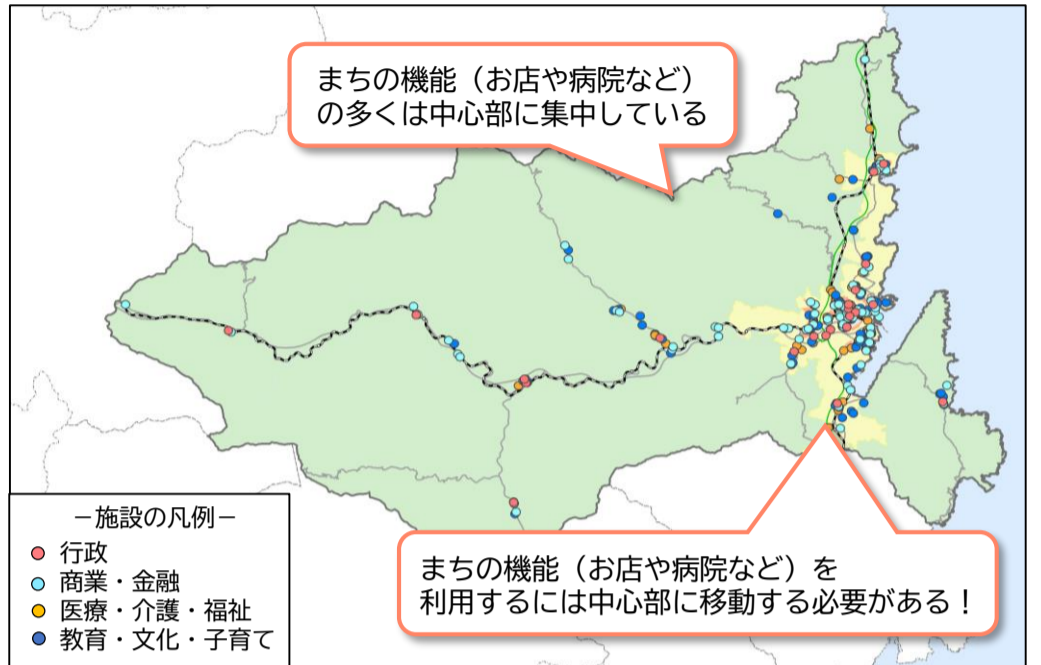 まちの機能（お店や病院など）
の多くは中心部に集中している
まちの機能（お店や病院など）を
利用するには中心部に移動する必要がある！
－施設の凡例－
行政
商業・金融
医療・介護・福祉
教育・文化・子育て